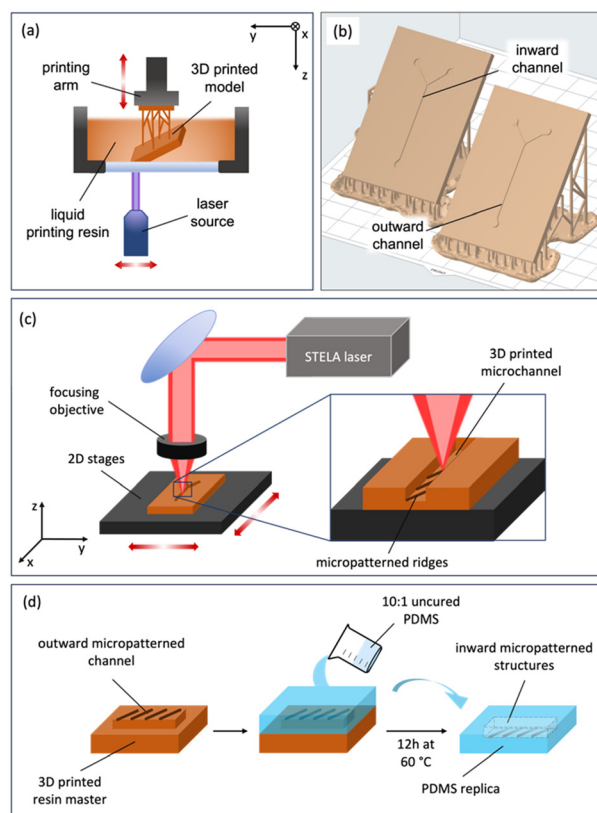 (a)
y
x
z
printing
arm
3D printed
model
liquid
printing resin
laser
source
(b)
inward
channel
outward
channel
(c)
STELA laser
focusing
objective
2D stages
z
y
x
3D printed
microchannel
micropatterned ridges
(d)
outward micropatterned
channel
3D printed
resin master
10:1 uncured
PDMS
12h at
60 °C
inward micropatterned
structures
PDMS replica